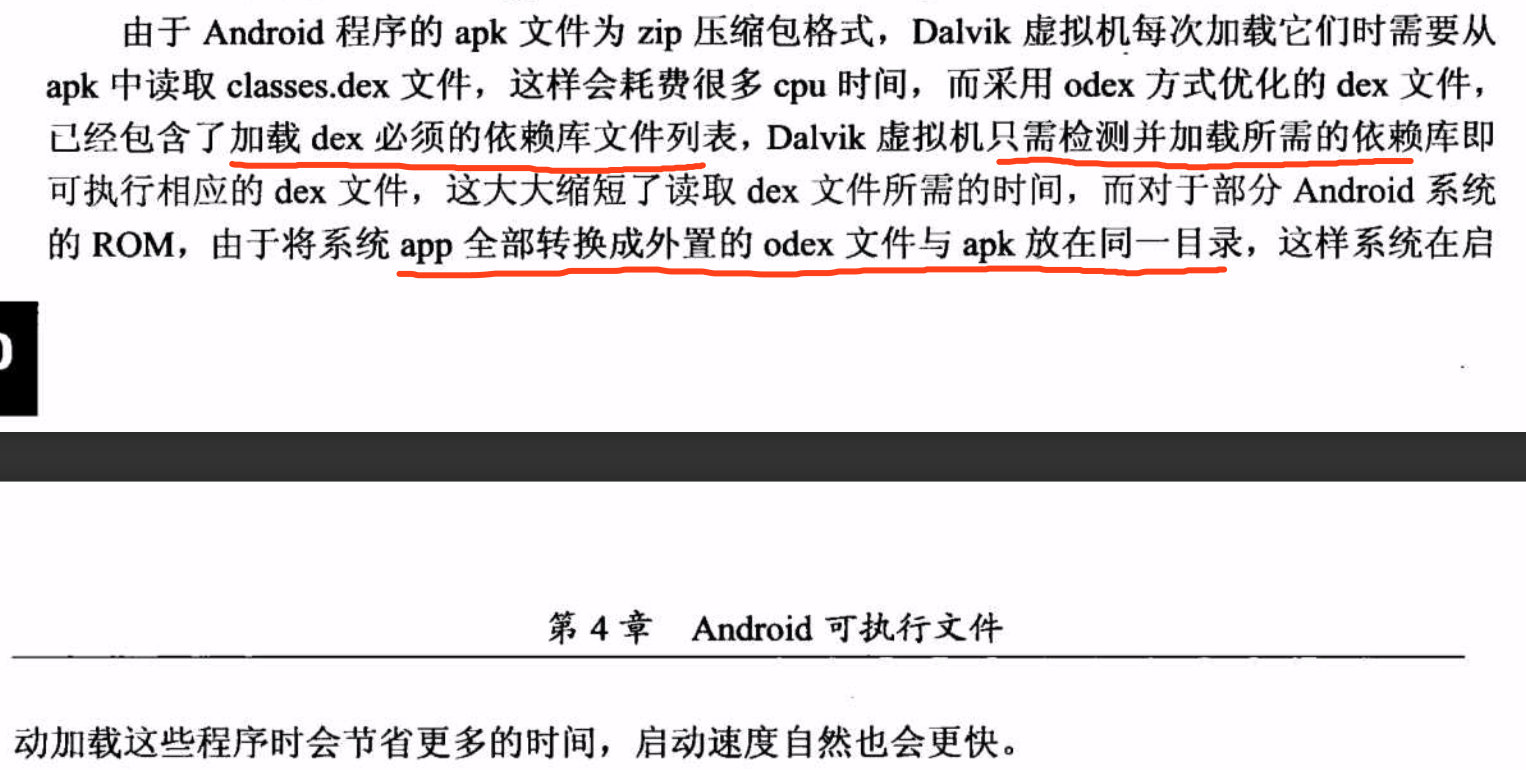 由于 Android 程序的 apk 文件为 zip 压缩包格式，Dalvik 虚拟机每次加载它们时需要从
apk 中读取 classes.dex 文件，这样会耗费很多 cpu 时间，而采用 odex 方式优化的 dex 文件，
已经包含了加载 dex 必须的依赖库文件列表，Dalvik 虚拟机只需检测并加载所需的依赖库即
可执行相应的 dex 文件，这大大缩短了读取 dex 文件所需的时间，而对于部分 Android 系统
的 ROM，由于将系统 app 全部转换成外置的 odex 文件与 apk 放在同一目录，这样系统在启
第 4 章 Android 可执行文件
动加载这些程序时会节省更多的时间，启动速度自然也会更快。